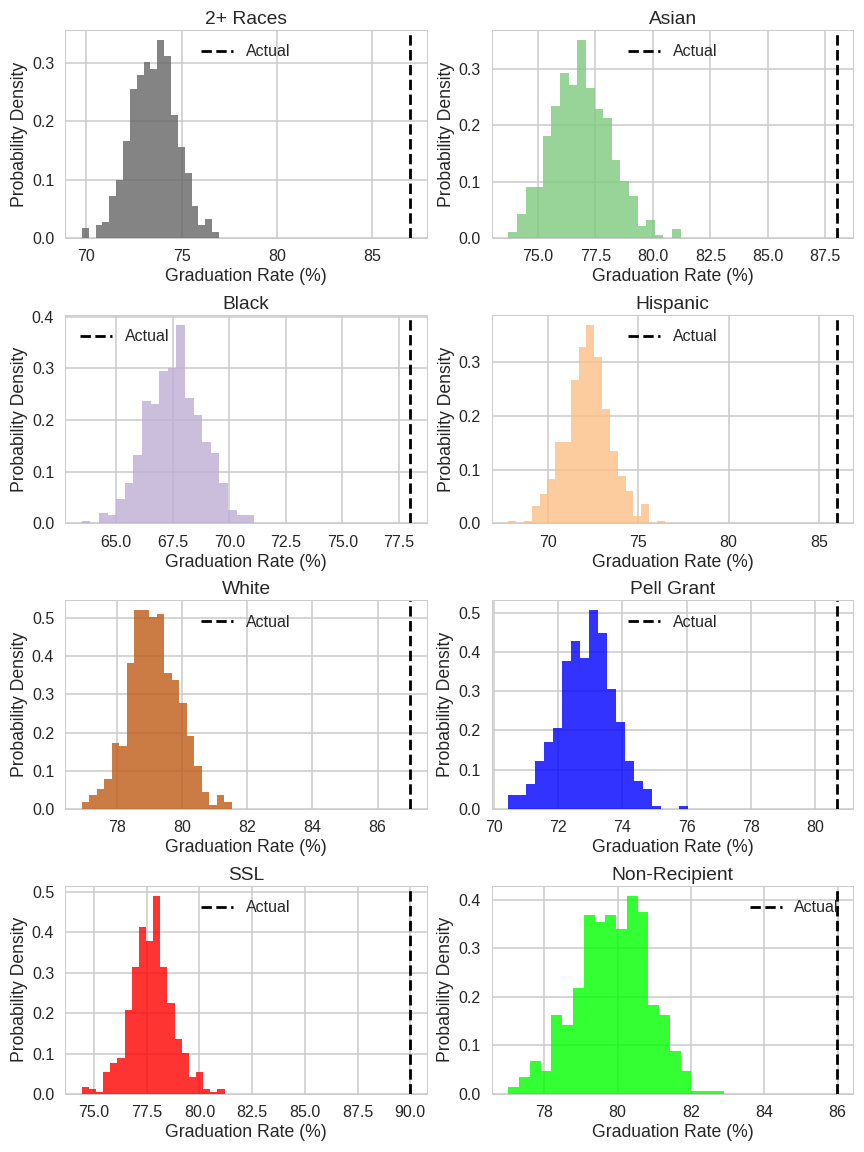 2+ Races
Probability Density
0.3
0.2
0.1
0.0
Actual
70 75 80 85
Graduation Rate (%)
Asian
Probability Density
0.3
0.2
0.1
0.0
Actual
75.0 77.5 80.0 82.5 85.0 87.5
Graduation Rate (%)
Black
Probability Density
0.4
0.3
0.2
0.1
0.0
Actual
65.0 67.5 70.0 72.5 75.0 77.5
Graduation Rate (%)
Hispanic
Probability Density
0.3
0.2
0.1
0.0
Actual
70 75 80 85
Graduation Rate (%)
White
Probability Density
0.5
0.4
0.3
0.2
0.1
0.0
Actual
78 80 82 84 86
Graduation Rate (%)
Pell Grant
Probability Density
0.5
0.4
0.3
0.2
0.1
0.0
Actual
70 72 74 76 78 80
Graduation Rate (%)
SSL
Probability Density
0.5
0.4
0.3
0.2
0.1
0.0
Actual
75.0 77.5 80.0 82.5 85.0 87.5 90.0
Graduation Rate (%)
Non-Recipient
Probability Density
0.4
0.3
0.2
0.1
0.0
Actual
78 80 82 84 86
Graduation Rate (%)